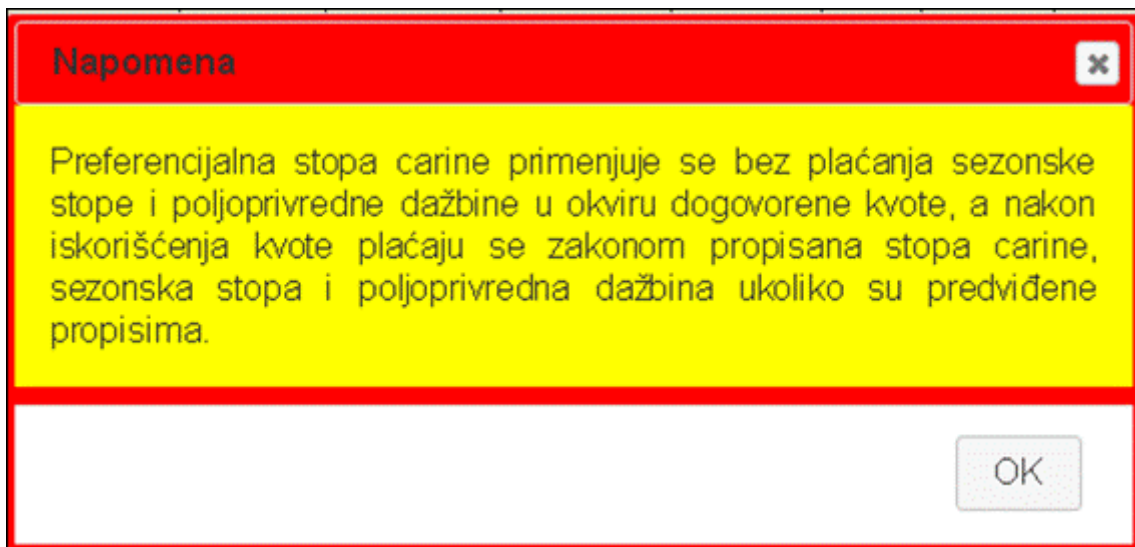 Napomena
Preferencijalna stopa carine primenjuje se bez plaćanja sezonske
stope i poljoprivredne dažbine u okviru dogovorene kvote, a nakon
iskorišćenja kvote plaćaju se zakonom propisana stopa carine,
sezonska stopa i poljoprivredna dažbina ukoliko su predviđene
propisima.
OK